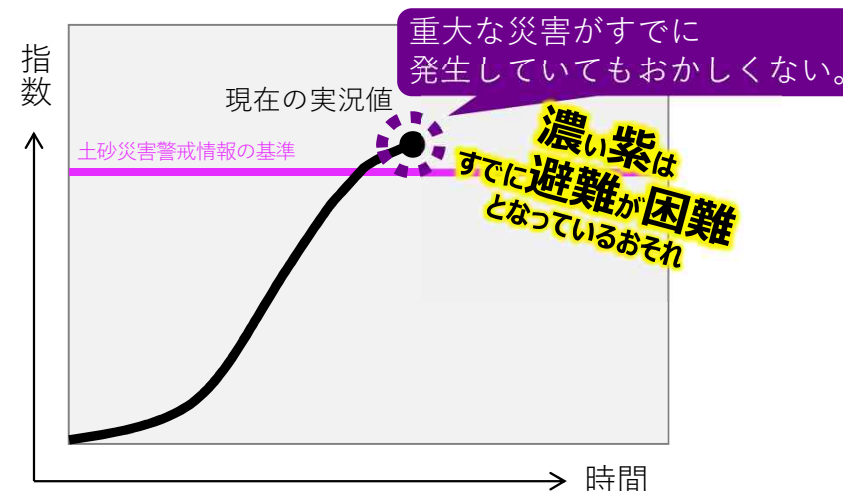 重大な災害がすでに
発生していてもおかしくない。
指数
現在の実況値
土砂災害警戒情報の基準
濃い紫は
すでに避難が困難
となっているおそれ
時間